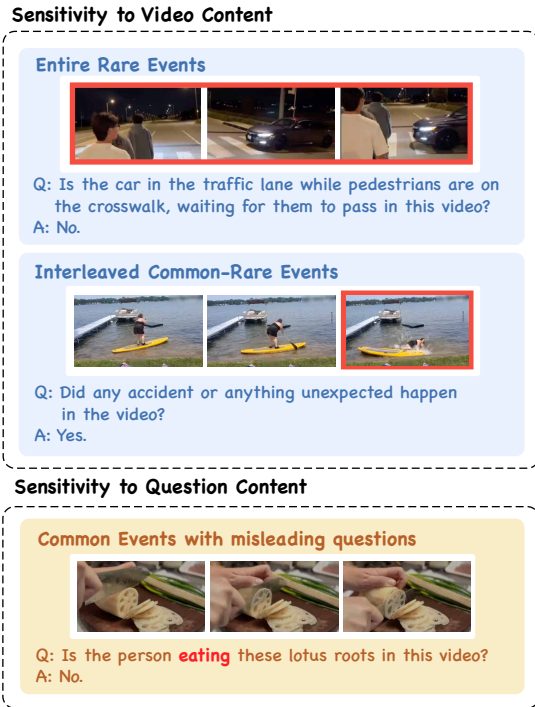 Sensitivity to Video Content
Entire Rare Events
Q: Is the car in the traffic lane while pedestrians are on
the crosswalk, waiting for them to pass in this video?
A: No.
Interleaved Common-Rare Events
Q: Did any accident or anything unexpected happen
in the video?
A: Yes.
Sensitivity to Question Content
Common Events with misleading questions
Q: Is the person eating these lotus roots in this video?
A: No.